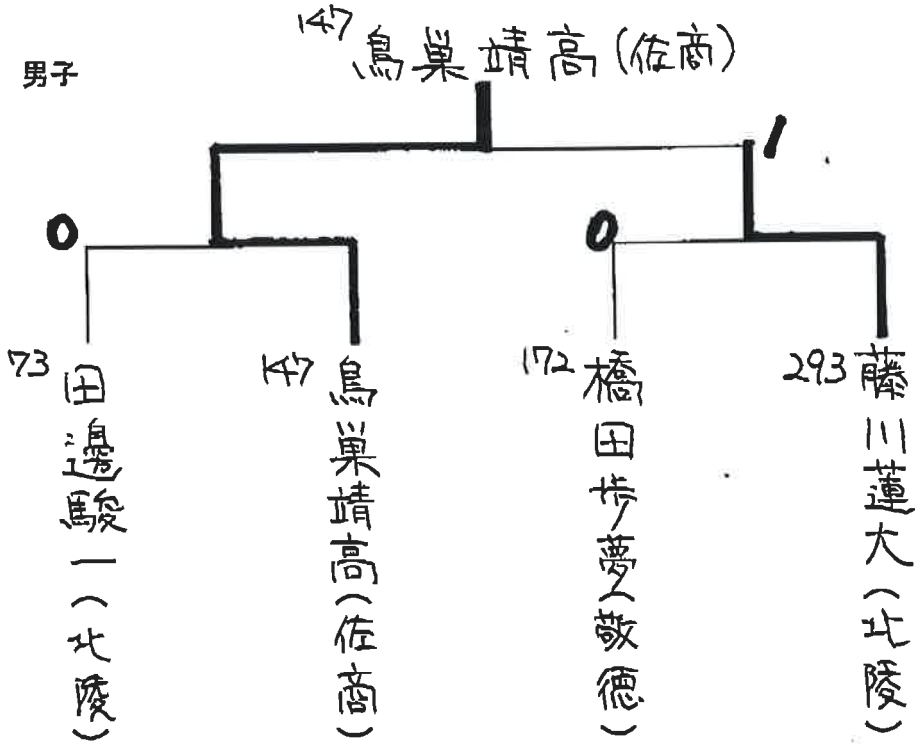 147 鳥巣靖高(佐商)
男子
1
0
0
73 田邊駿一(北陵)
147 鳥巣靖高(佐商)
172 橋田歩夢(敬徳)
293 藤川蓮大(北陵)